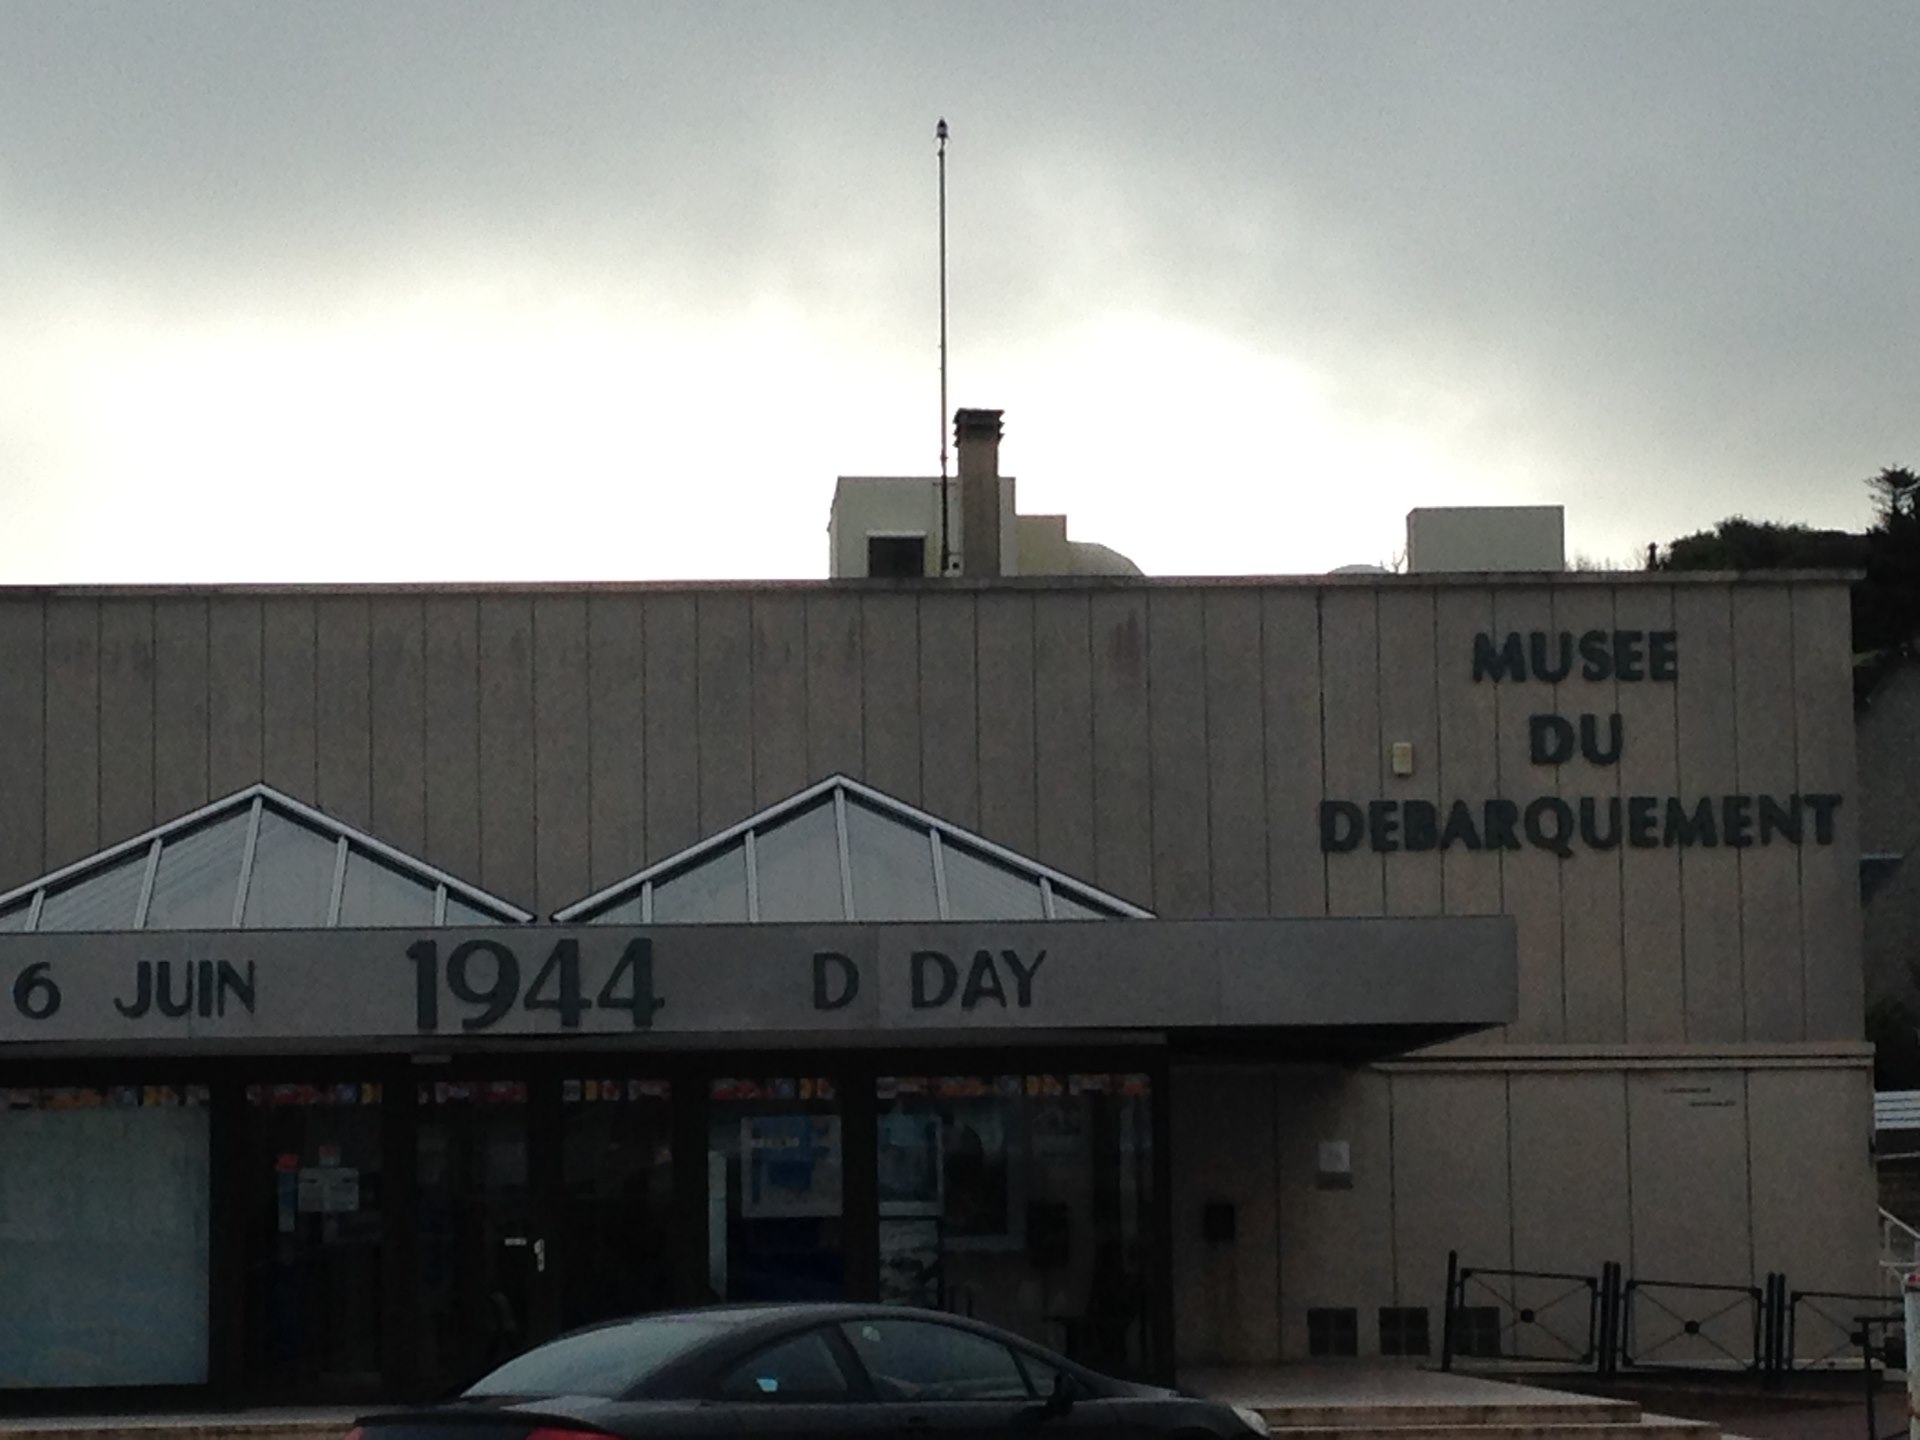 MUSEE
DU
DEBARQUEMENT
6 JUIN 1944 D DAY